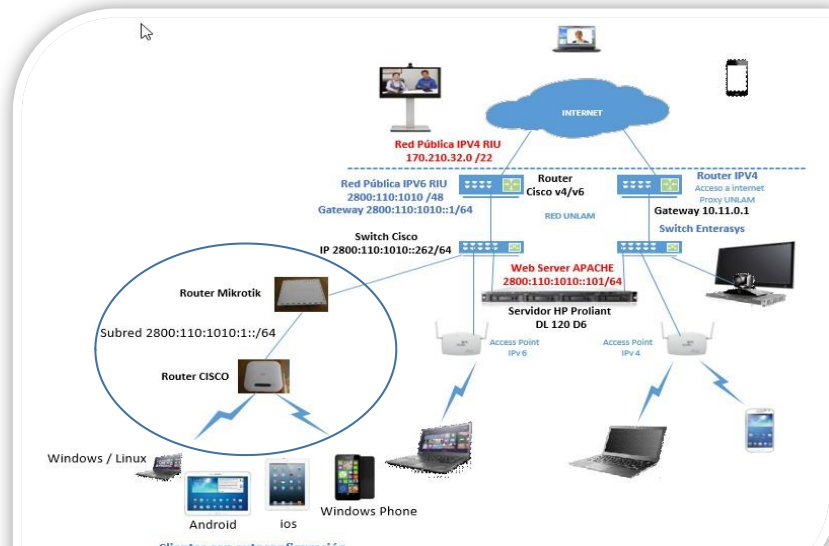 INTERNET
Red Pública IPV4 RIU
170.210.32.0 /22
Red Pública IPV6 RIU
2800:110:1010 /48
Gateway 2800:110:1010::1/64
Router
Cisco v4/v6
Router IPV4
Acceso a internet
Proxy UNLAM
Gateway 10.11.0.1
RED UNLAM
Switch Cisco
IP 2800:110:1010::262/64
Switch Enterasys
Web Server APACHE
2800:110:1010::101/64
Router Mikrotik
Servidor HP Proliant
DL 120 D6
Subred 2800:110:1010:1::/64
Access Point
IPv 6
Access Point
IPv 4
Router CISCO
Windows / Linux
Android
ios
Windows Phone
Clientes con autoconfiguración